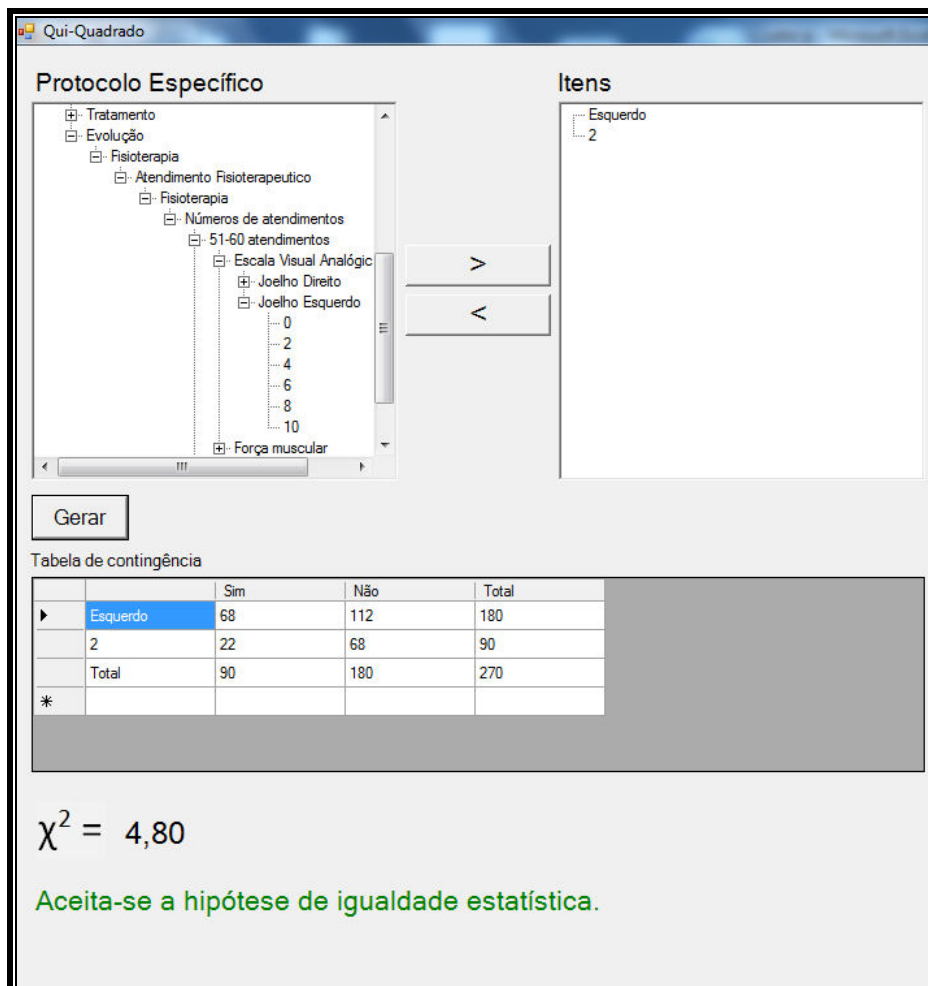 Qui-Quadrado
Protocolo Específico
Tratamento
Evolução
Fisioterapia
Atendimento Fisioterapeutico
Fisioterapia
Números de atendimentos
51-60 atendimentos
Escala Visual Analógic
Joelho Direito
Joelho Esquerdo
0
2
4
6
8
10
Força muscular
>
<
Itens
Esquerdo
2
Gerar
Tabela de contingência
Sim Não Total
Esquerdo 68 112 180
2 22 68 90
Total 90 180 270
*
χ² = 4,80
Aceita-se a hipótese de igualdade estatística.